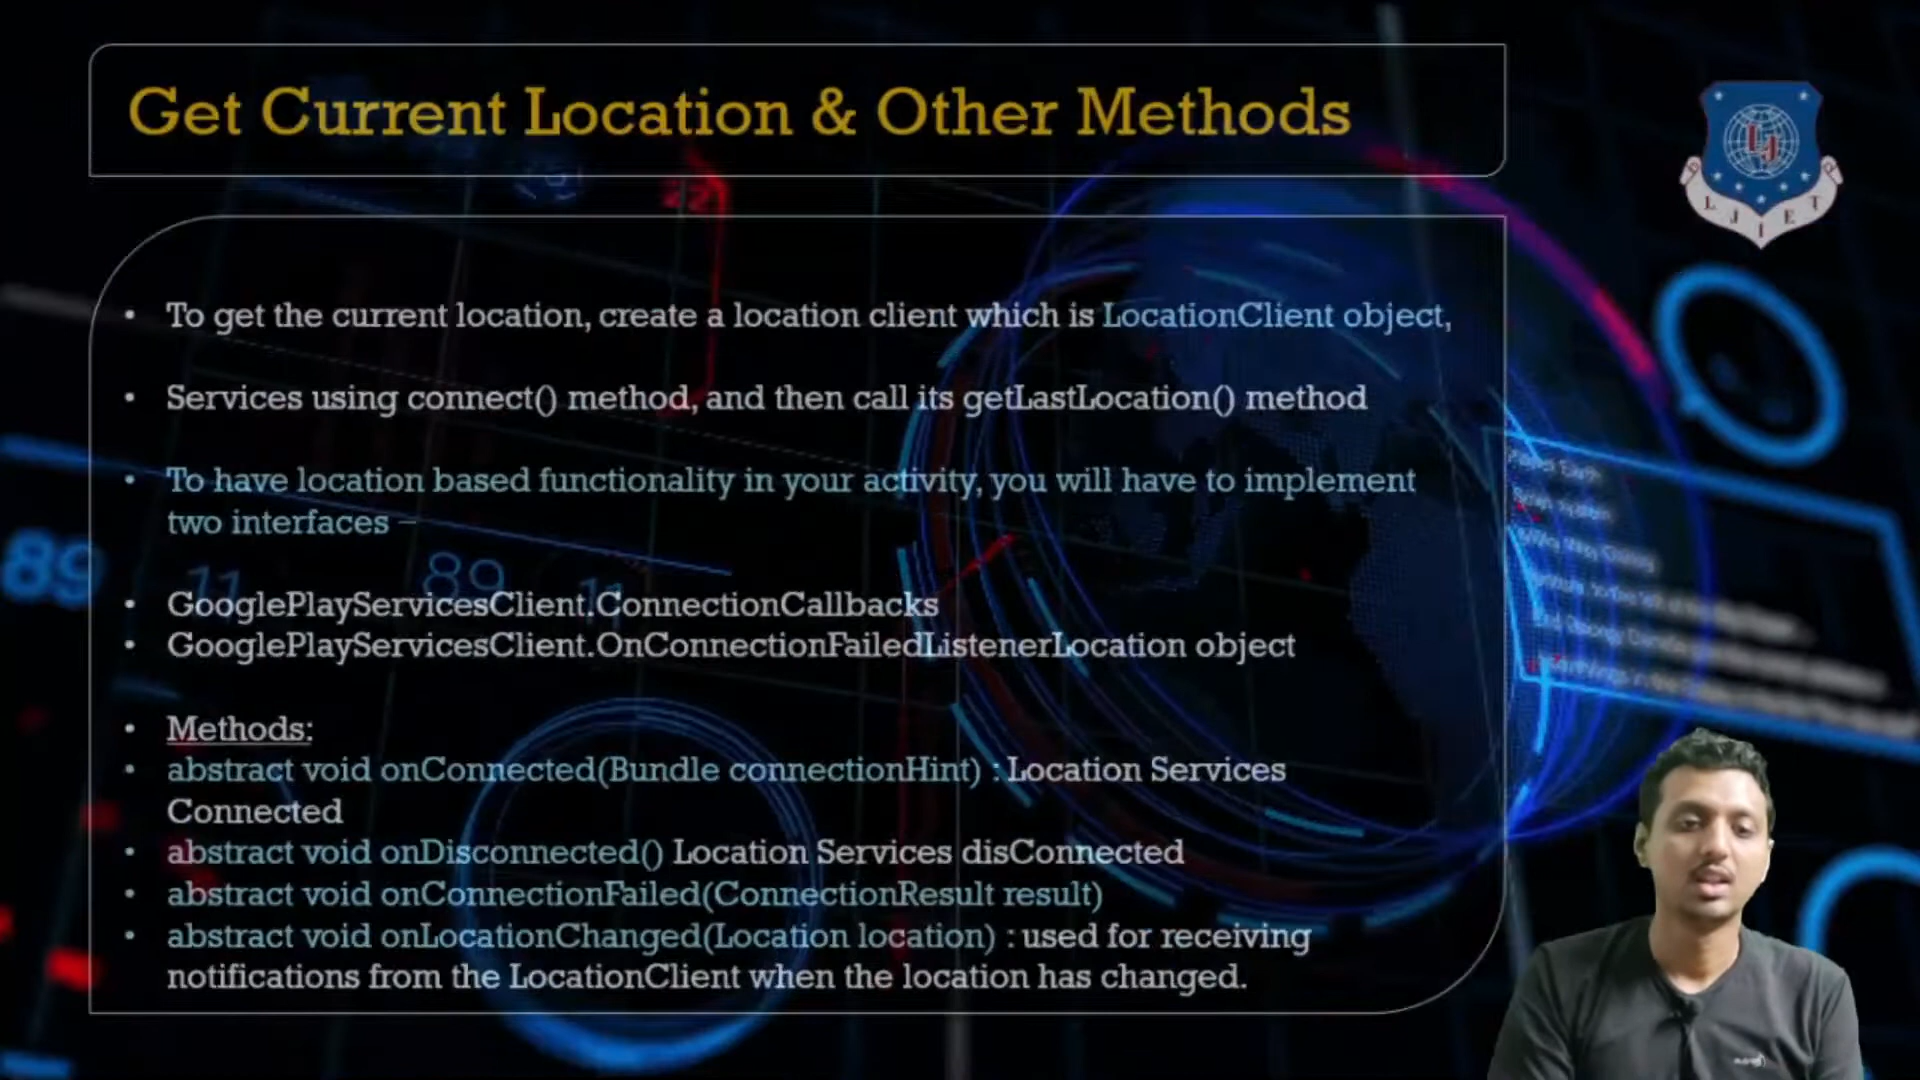 Get Current Location & Other Methods
L J I E T
• To get the current location, create a location client which is LocationClient object,
• Services using connect() method, and then call its getLastLocation() method
• To have location based functionality in your activity, you will have to implement
two interfaces –
89 11 89 11
• GooglePlayServicesClient.ConnectionCallbacks
• GooglePlayServicesClient.OnConnectionFailedListenerLocation object
• Methods:
• abstract void onConnected(Bundle connectionHint) : Location Services
Connected
• abstract void onDisconnected() Location Services disConnected
• abstract void onConnectionFailed(ConnectionResult result)
• abstract void onLocationChanged(Location location) : used for receiving
notifications from the LocationClient when the location has changed.